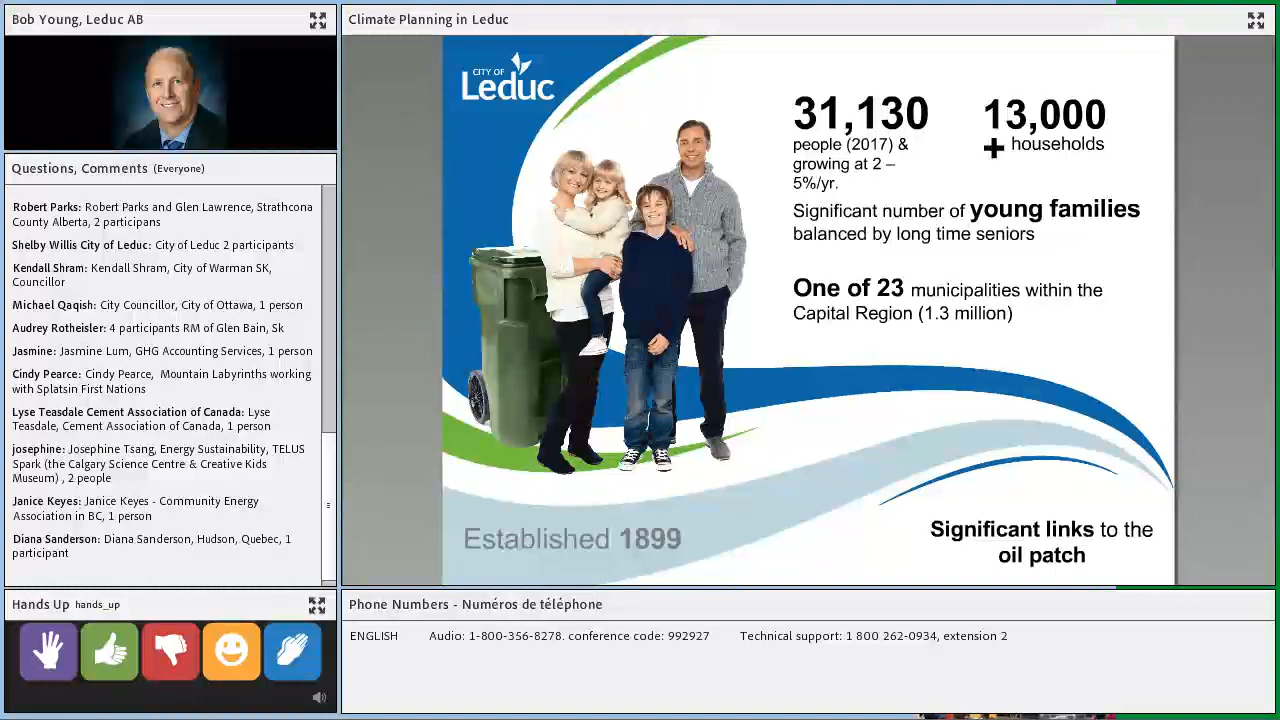 Bob Young, Leduc AB
Questions, Comments (Everyone)
Robert Parks: Robert Parks and Glen Lawrence, Strathcona
County Alberta, 2 particpans
Shelby Willis City of Leduc: City of Leduc 2 participants
Kendall Shram: Kendall Shram, City of Warman SK,
Councillor
Michael Qaqish: City Councillor, City of Ottawa, 1 person
Audrey Rotheisler: 4 participants RM of Glen Bain, Sk
Jasmine: Jasmine Lum, GHG Accounting Services, 1 person
Cindy Pearce: Cindy Pearce, Mountain Labyrinths working
with Splatsin First Nations
Lyse Teasdale Cement Association of Canada: Lyse
Teasdale, Cement Association of Canada, 1 person
josephine: Josephine Tsang, Energy Sustainability, TELUS
Spark (the Calgary Science Centre & Creative Kids
Museum) , 2 people
Janice Keyes: Janice Keyes - Community Energy
Association in BC, 1 person
Diana Sanderson: Diana Sanderson, Hudson, Quebec, 1
participant
Hands Up hands_up
Climate Planning in Leduc
CITY OF
Leduc
31,130
people (2017) &
growing at 2 –
5%/yr.
13,000
+ households
Significant number of young families
balanced by long time seniors
One of 23 municipalities within the
Capital Region (1.3 million)
Established 1899
Significant links to the
oil patch
Phone Numbers - Numéros de téléphone
ENGLISH Audio: 1-800-356-8278. conference code: 992927 Technical support: 1 800 262-0934, extension 2